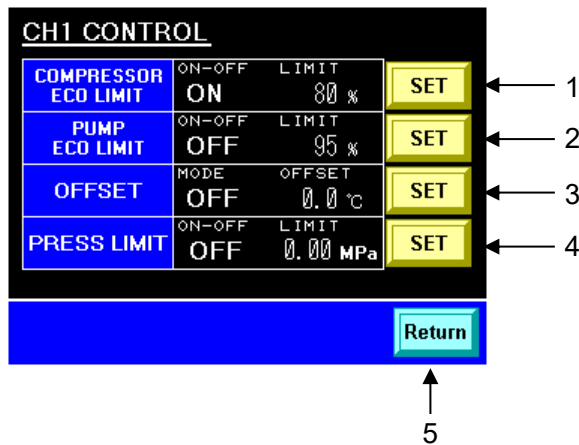 CH1 CONTROL
COMPRESSOR ECO LIMIT ON-OFF ON LIMIT 80 % SET 1
PUMP ECO LIMIT ON-OFF OFF LIMIT 95 % SET 2
OFFSET MODE OFF OFFSET 0.0 ℃ SET 3
PRESS LIMIT ON-OFF OFF LIMIT 0.00 MPa SET 4
Return
5